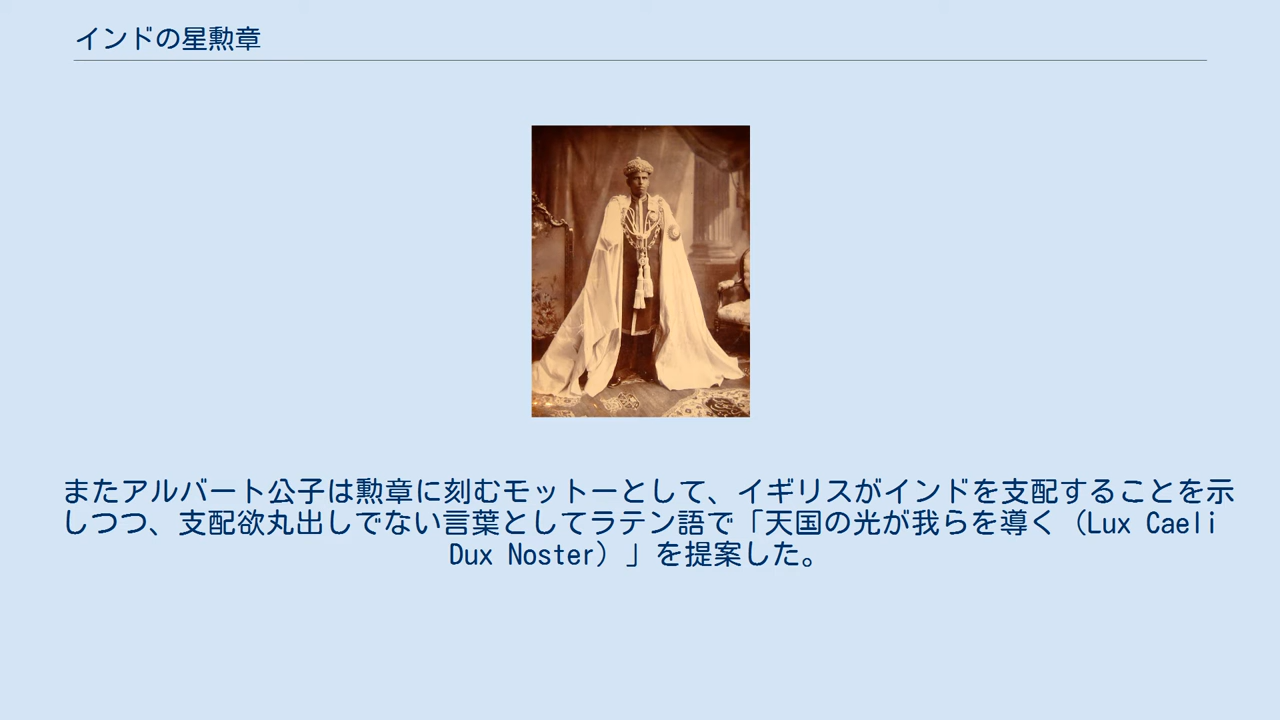 インドの星勲章
またアルバート公子は勲章に刻むモットーとして、イギリスがインドを支配することを示
しつつ、支配欲丸出しでない言葉としてラテン語で「天国の光が我らを導く（Lux Caeli
Dux Noster）」を提案した。